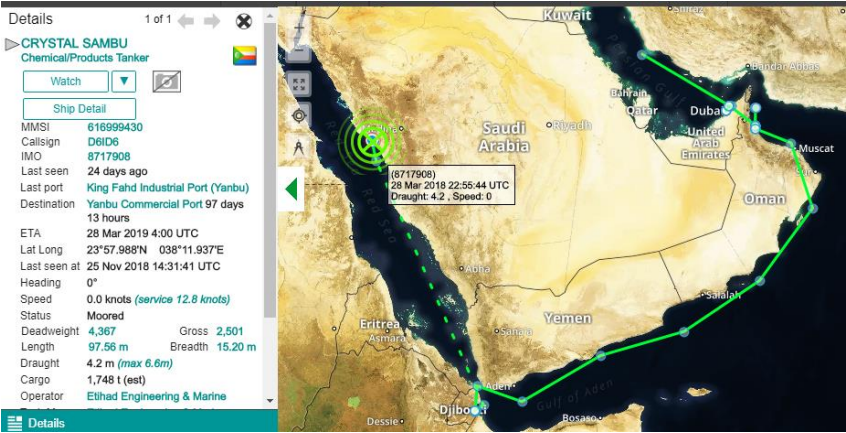 Details
1 of 1
CRYSTAL SAMBU
Chemical/Products Tanker
Watch
Ship Detail
MMSI 616999430
Callsign D6ID6
IMO 8717908
Last seen 24 days ago
Last port King Fahd Industrial Port (Yanbu)
Destination Yanbu Commercial Port 97 days
13 hours
ETA 28 Mar 2019 4:00 UTC
Lat Long 23°57.988'N 038°11.937'E
Last seen at 25 Nov 2018 14:31:41 UTC
Heading 0°
Speed 0.0 knots (service 12.8 knots)
Status Moored
Deadweight 4,367 Gross 2,501
Length 97.56 m Breadth 15.20 m
Draught 4.2 m (max 6.6m)
Cargo 1,748 t (est)
Operator Etihad Engineering & Marine
Details
Kuwait
Shiraz
Persian Gulf
Bandar Abbas
Bahrain
Qatar
Dubai
Saudi
Arabia
Riyadh
United
Arab
Emirates
Muscat
(8717908)
28 Mar 2018 22:55:44 UTC
Draught: 4.2 , Speed: 0
Oman
Red Sea
Abha
Salalah
Eritrea
Asmara
Sana'a
Yemen
Aden
Gulf of Aden
Djibouti
Bosaso
Dessie